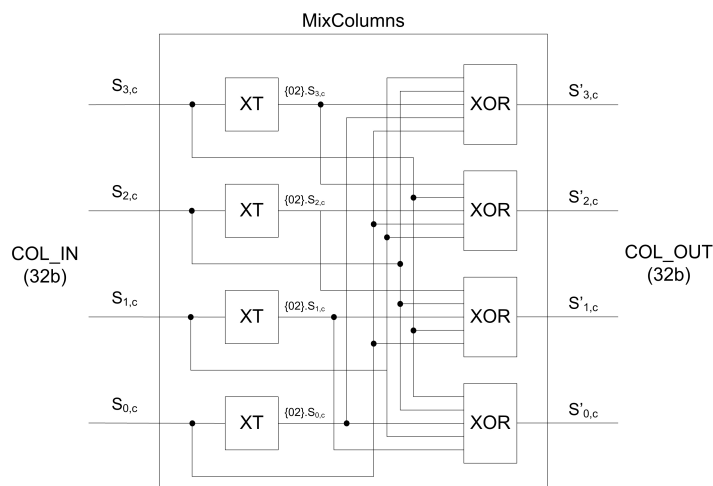 MixColumns
S3,c
XT
{02}.S3,c
XOR
S'3,c
S2,c
XT
{02}.S2,c
XOR
S'2,c
COL_IN
(32b)
COL_OUT
(32b)
S1,c
XT
{02}.S1,c
XOR
S'1,c
S0,c
XT
{02}.S0,c
XOR
S'0,c